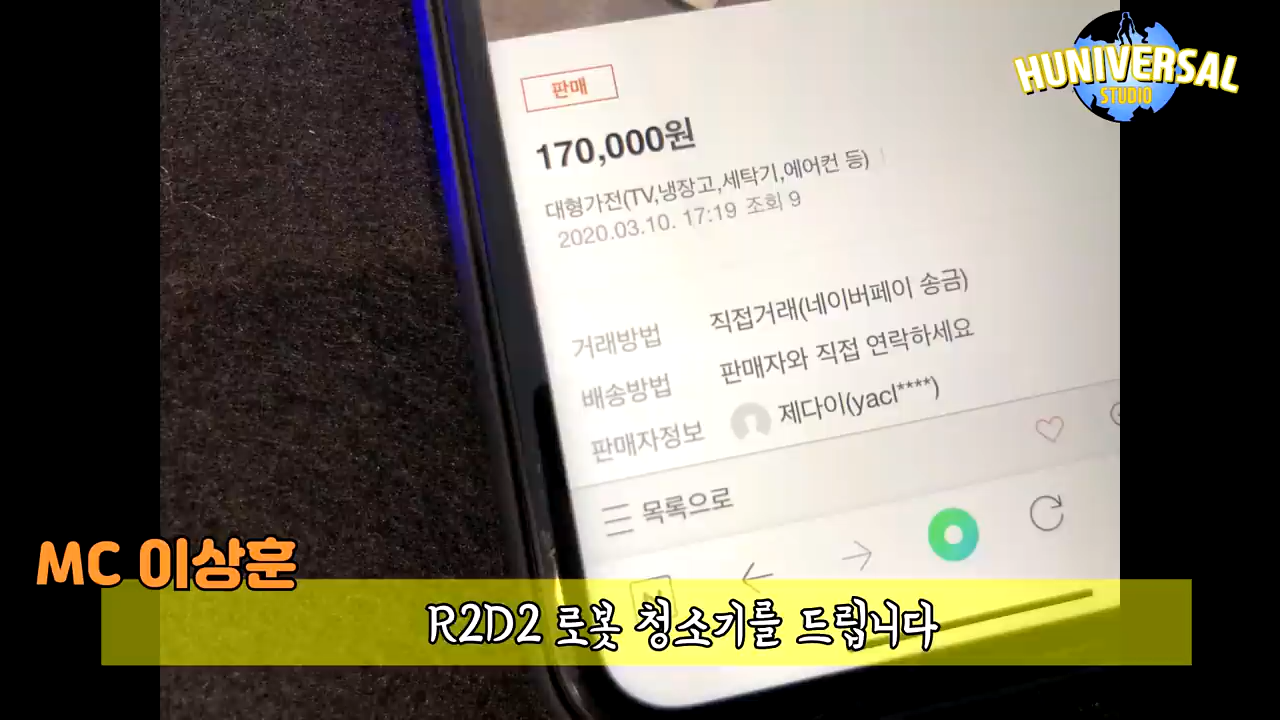 HUNIVERSAL
STUDIO
판매
170,000원
대형가전(TV,냉장고,세탁기,에어컨 등)
2020.03.10. 17:19 조회 9
거래방법 직접거래(네이버페이 송금)
배송방법 판매자와 직접 연락하세요
판매자정보 제다이(yacl****)
목록으로
N
MC 이상훈
R2D2 로봇 청소기를 드립니다